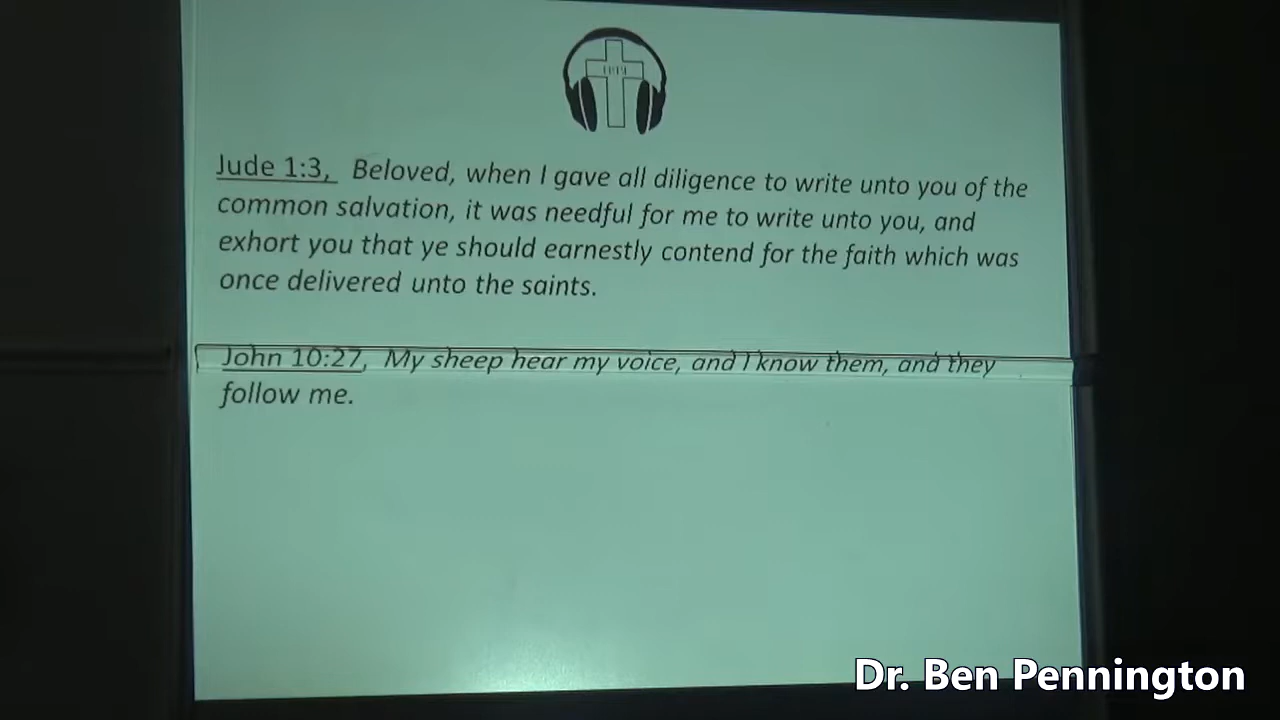 Jude 1:3, Beloved, when I gave all diligence to write unto you of the
common salvation, it was needful for me to write unto you, and
exhort you that ye should earnestly contend for the faith which was
once delivered unto the saints.
John 10:27, My sheep hear my voice, and I know them, and they
follow me.
Dr. Ben Pennington